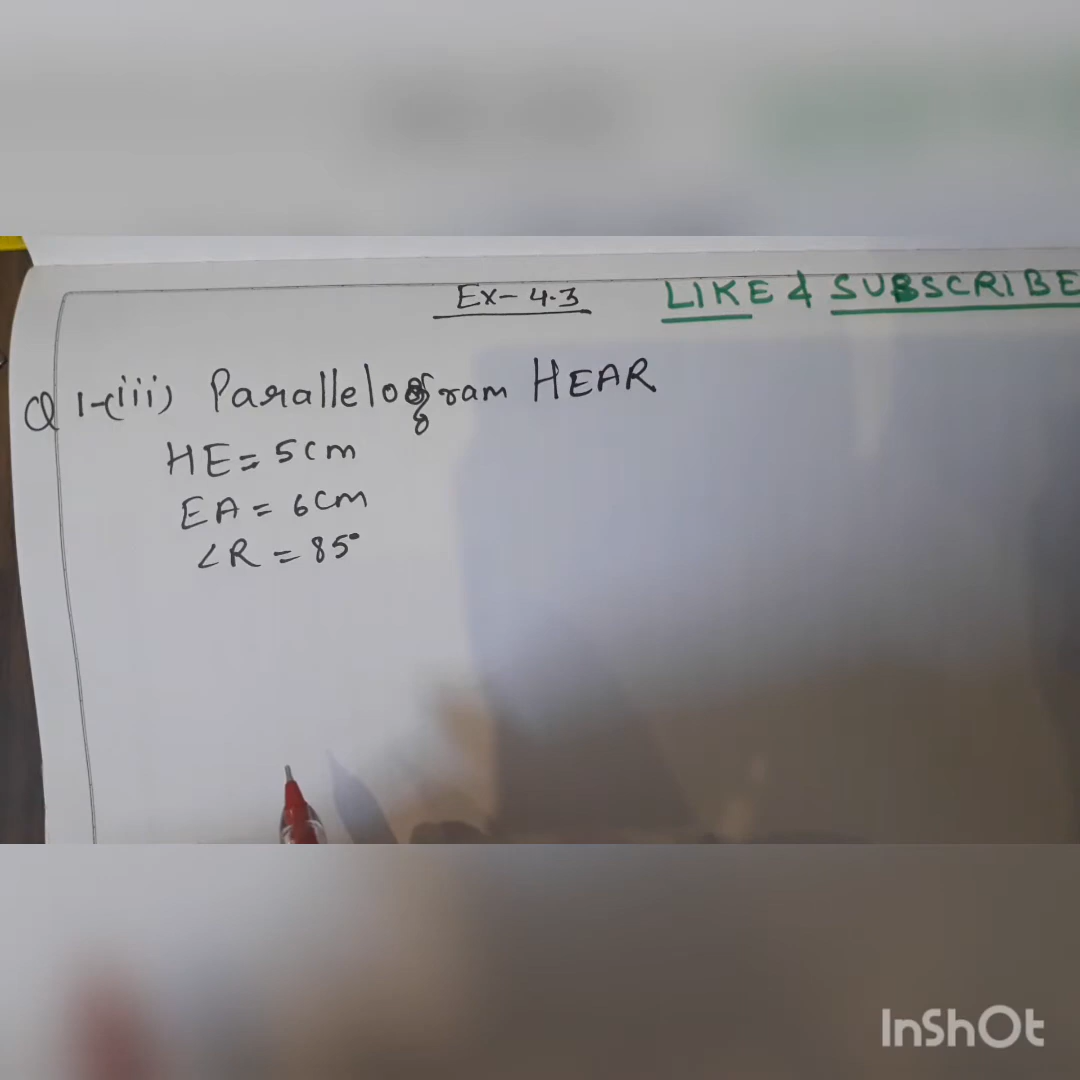 Ex- 4.3
LIKE & SUBSCRIBE
Q 1-(iii) Parallelogram HEAR
HE = 5cm
EA = 6cm
∠R = 85°
InShOt